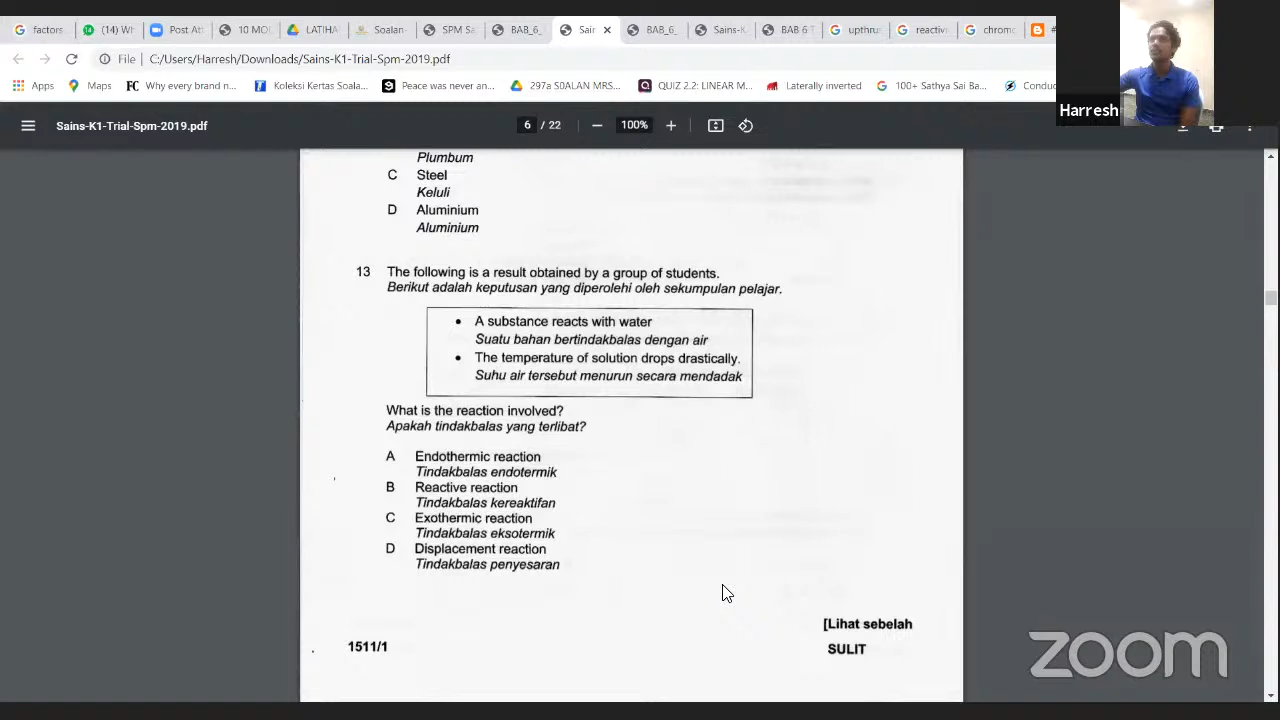 factors
(14) Wh
Post Att
10 MO
LATIHA
Soalan-
SPM Sa
BAB_6_
Sain
BAB_6_
Sains-K
BAB 6 T
upthrus
reactive
chromo
File
C:/Users/Harresh/Downloads/Sains-K1-Trial-Spm-2019.pdf
Apps
Maps
FC Why every brand n...
Koleksi Kertas Soala...
Peace was never an...
297a S0ALAN MRS...
QUIZ 2.2: LINEAR M...
Laterally inverted
100+ Sathya Sai Ba...
Conduc
Harresh
Sains-K1-Trial-Spm-2019.pdf
6 / 22
100%
Plumbum
C Steel
Keluli
D Aluminium
Aluminium
13 The following is a result obtained by a group of students.
Berikut adalah keputusan yang diperolehi oleh sekumpulan pelajar.
• A substance reacts with water
Suatu bahan bertindakbalas dengan air
• The temperature of solution drops drastically.
Suhu air tersebut menurun secara mendadak
What is the reaction involved?
Apakah tindakbalas yang terlibat?
A Endothermic reaction
Tindakbalas endotermik
B Reactive reaction
Tindakbalas kereaktifan
C Exothermic reaction
Tindakbalas eksotermik
D Displacement reaction
Tindakbalas penyesaran
[Lihat sebelah
1511/1
SULIT
zoom